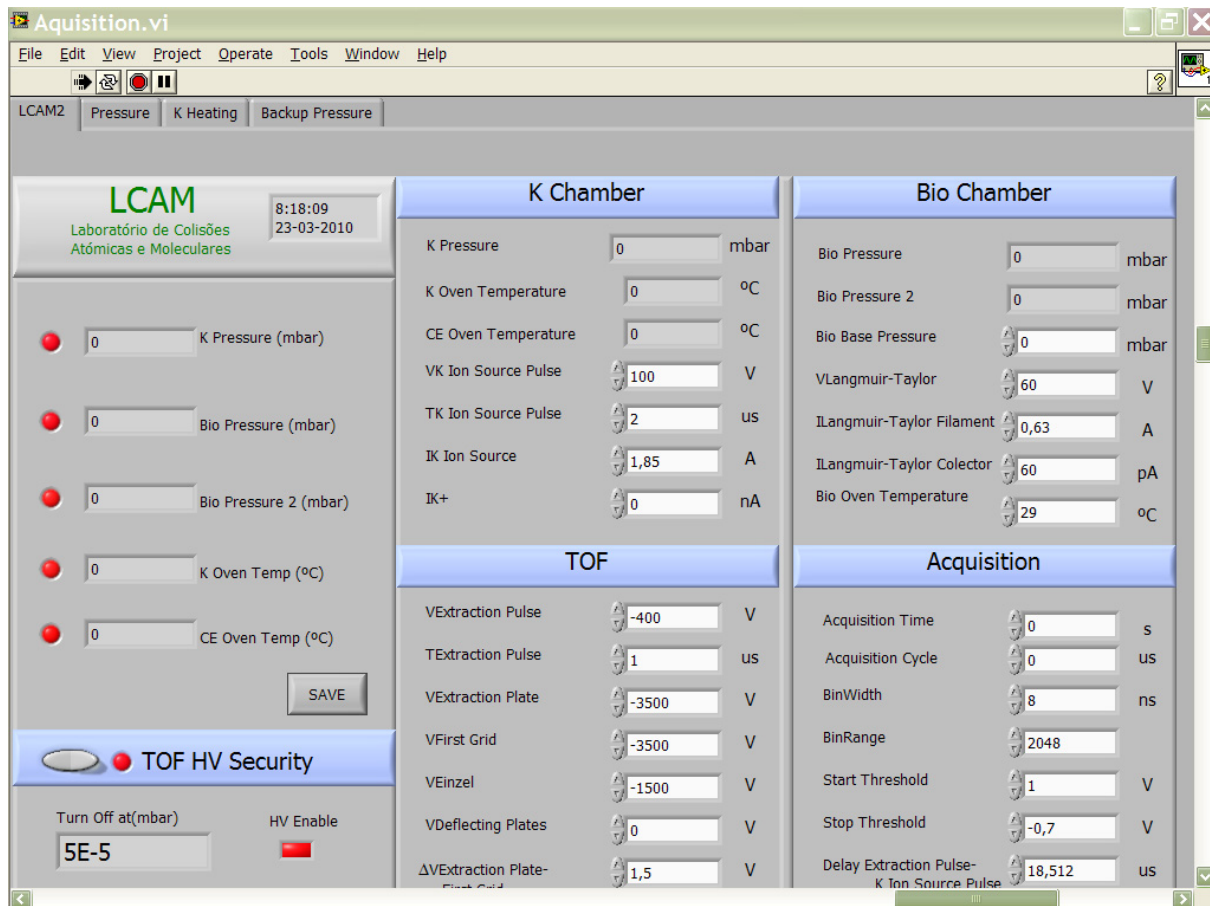 Aquisition.vi
File Edit View Project Operate Tools Window Help
LCAM2 Pressure K Heating Backup Pressure
LCAM
Laboratório de Colisões
Atómicas e Moleculares
8:18:09
23-03-2010
0 K Pressure (mbar)
0 Bio Pressure (mbar)
0 Bio Pressure 2 (mbar)
0 K Oven Temp (ºC)
0 CE Oven Temp (ºC)
SAVE
TOF HV Security
Turn Off at(mbar) HV Enable
5E-5
K Chamber
K Pressure 0 mbar
K Oven Temperature 0 ºC
CE Oven Temperature 0 ºC
VK Ion Source Pulse 100 V
TK Ion Source Pulse 2 us
IK Ion Source 1,85 A
IK+ 0 nA
TOF
VExtraction Pulse -400 V
TExtraction Pulse 1 us
VExtraction Plate -3500 V
VFirst Grid -3500 V
VEinzel -1500 V
VDeflecting Plates 0 V
ΔVExtraction Plate- 1,5 V
First Grid
Bio Chamber
Bio Pressure 0 mbar
Bio Pressure 2 0 mbar
Bio Base Pressure 0 mbar
VLangmuir-Taylor 60 V
ILangmuir-Taylor Filament 0,63 A
ILangmuir-Taylor Colector 60 pA
Bio Oven Temperature 29 ºC
Acquisition
Acquisition Time 0 s
Acquisition Cycle 0 us
BinWidth 8 ns
BinRange 2048
Start Threshold 1 V
Stop Threshold -0,7 V
Delay Extraction Pulse- 18,512 us
K Ion Source Pulse